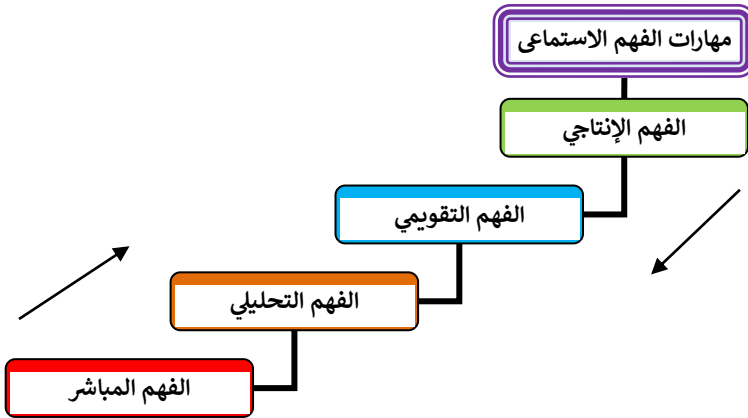 مهارات الفهم الاستماعى
الفهم الإنتاجي
الفهم التقويمي
الفهم التحليلي
الفهم المباشر